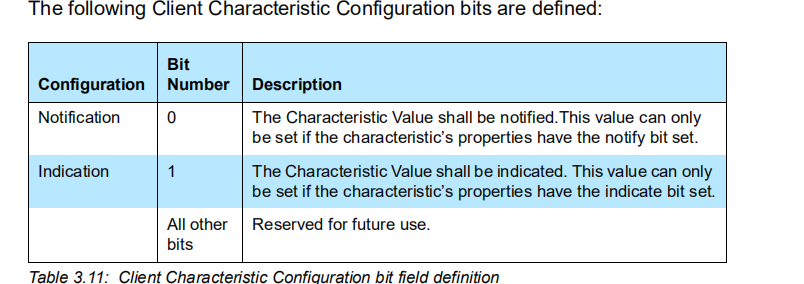 The following Client Characteristic Configuration bits are defined:
Configuration Bit Number Description
Notification 0 The Characteristic Value shall be notified.This value can only
be set if the characteristic's properties have the notify bit set.
Indication 1 The Characteristic Value shall be indicated. This value can only
be set if the characteristic's properties have the indicate bit set.
All other bits Reserved for future use.
Table 3.11: Client Characteristic Configuration bit field definition